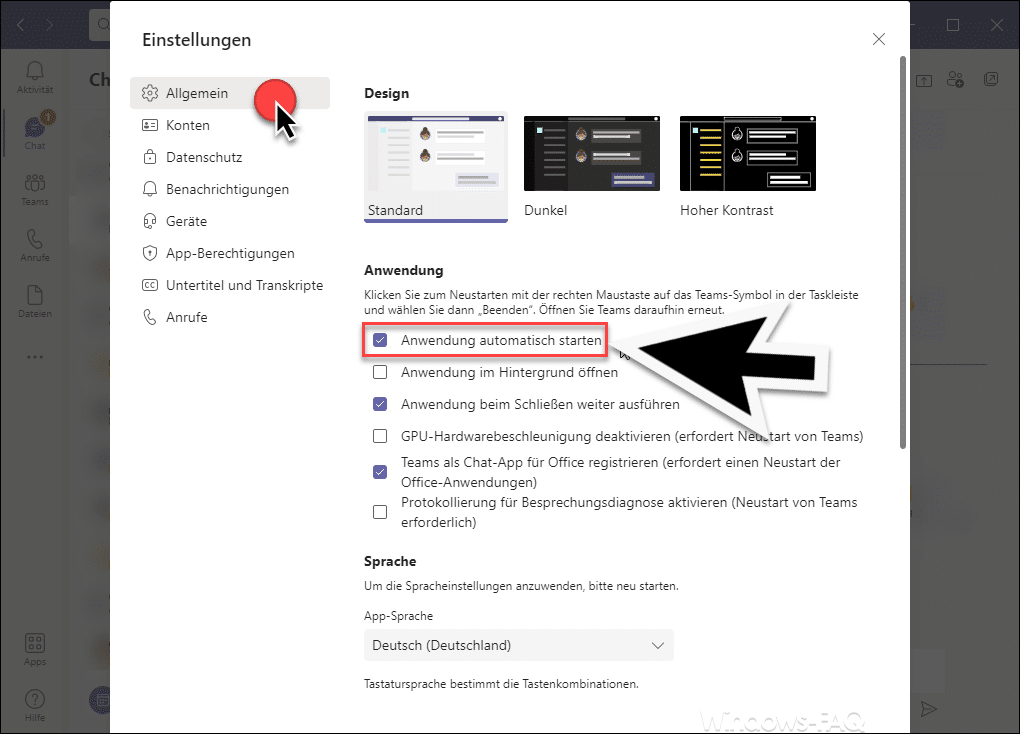 Einstellungen
Aktivität
Ch
1
Chat
Teams
Anrufe
Dateien
Apps
Hilfe
Allgemein
Konten
Datenschutz
Benachrichtigungen
Geräte
App-Berechtigungen
CC
Untertitel und Transkripte
Anrufe
Design
Standard
Dunkel
Hoher Kontrast
Anwendung
Klicken Sie zum Neustarten mit der rechten Maustaste auf das Teams-Symbol in der Taskleiste
und wählen Sie dann „Beenden“. Öffnen Sie Teams daraufhin erneut.
Anwendung automatisch starten
Anwendung im Hintergrund öffnen
Anwendung beim Schließen weiter ausführen
GPU-Hardwarebeschleunigung deaktivieren (erfordert Neustart von Teams)
Teams als Chat-App für Office registrieren (erfordert einen Neustart der
Office-Anwendungen)
Protokollierung für Besprechungsdiagnose aktivieren (Neustart von Teams
erforderlich)
Sprache
Um die Spracheinstellungen anzuwenden, bitte neu starten.
App-Sprache
Deutsch (Deutschland)
Tastatursprache bestimmt die Tastenkombinationen.
Windows-FAQ